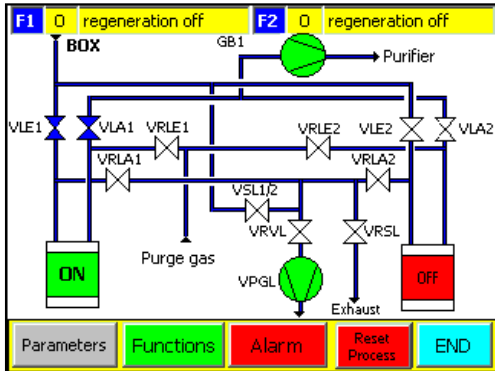 F1 0 regeneration off F2 0 regeneration off
BOX GB1
Purifier
VLE1 VLA1 VRLE1 VRLE2 VLE2 VLA2
VRLA1 VRLA2
VSL1/2
VRVL VRSL
Purge gas
ON VPGL OFF
Exhaust
Parameters Functions Alarm Reset Process END